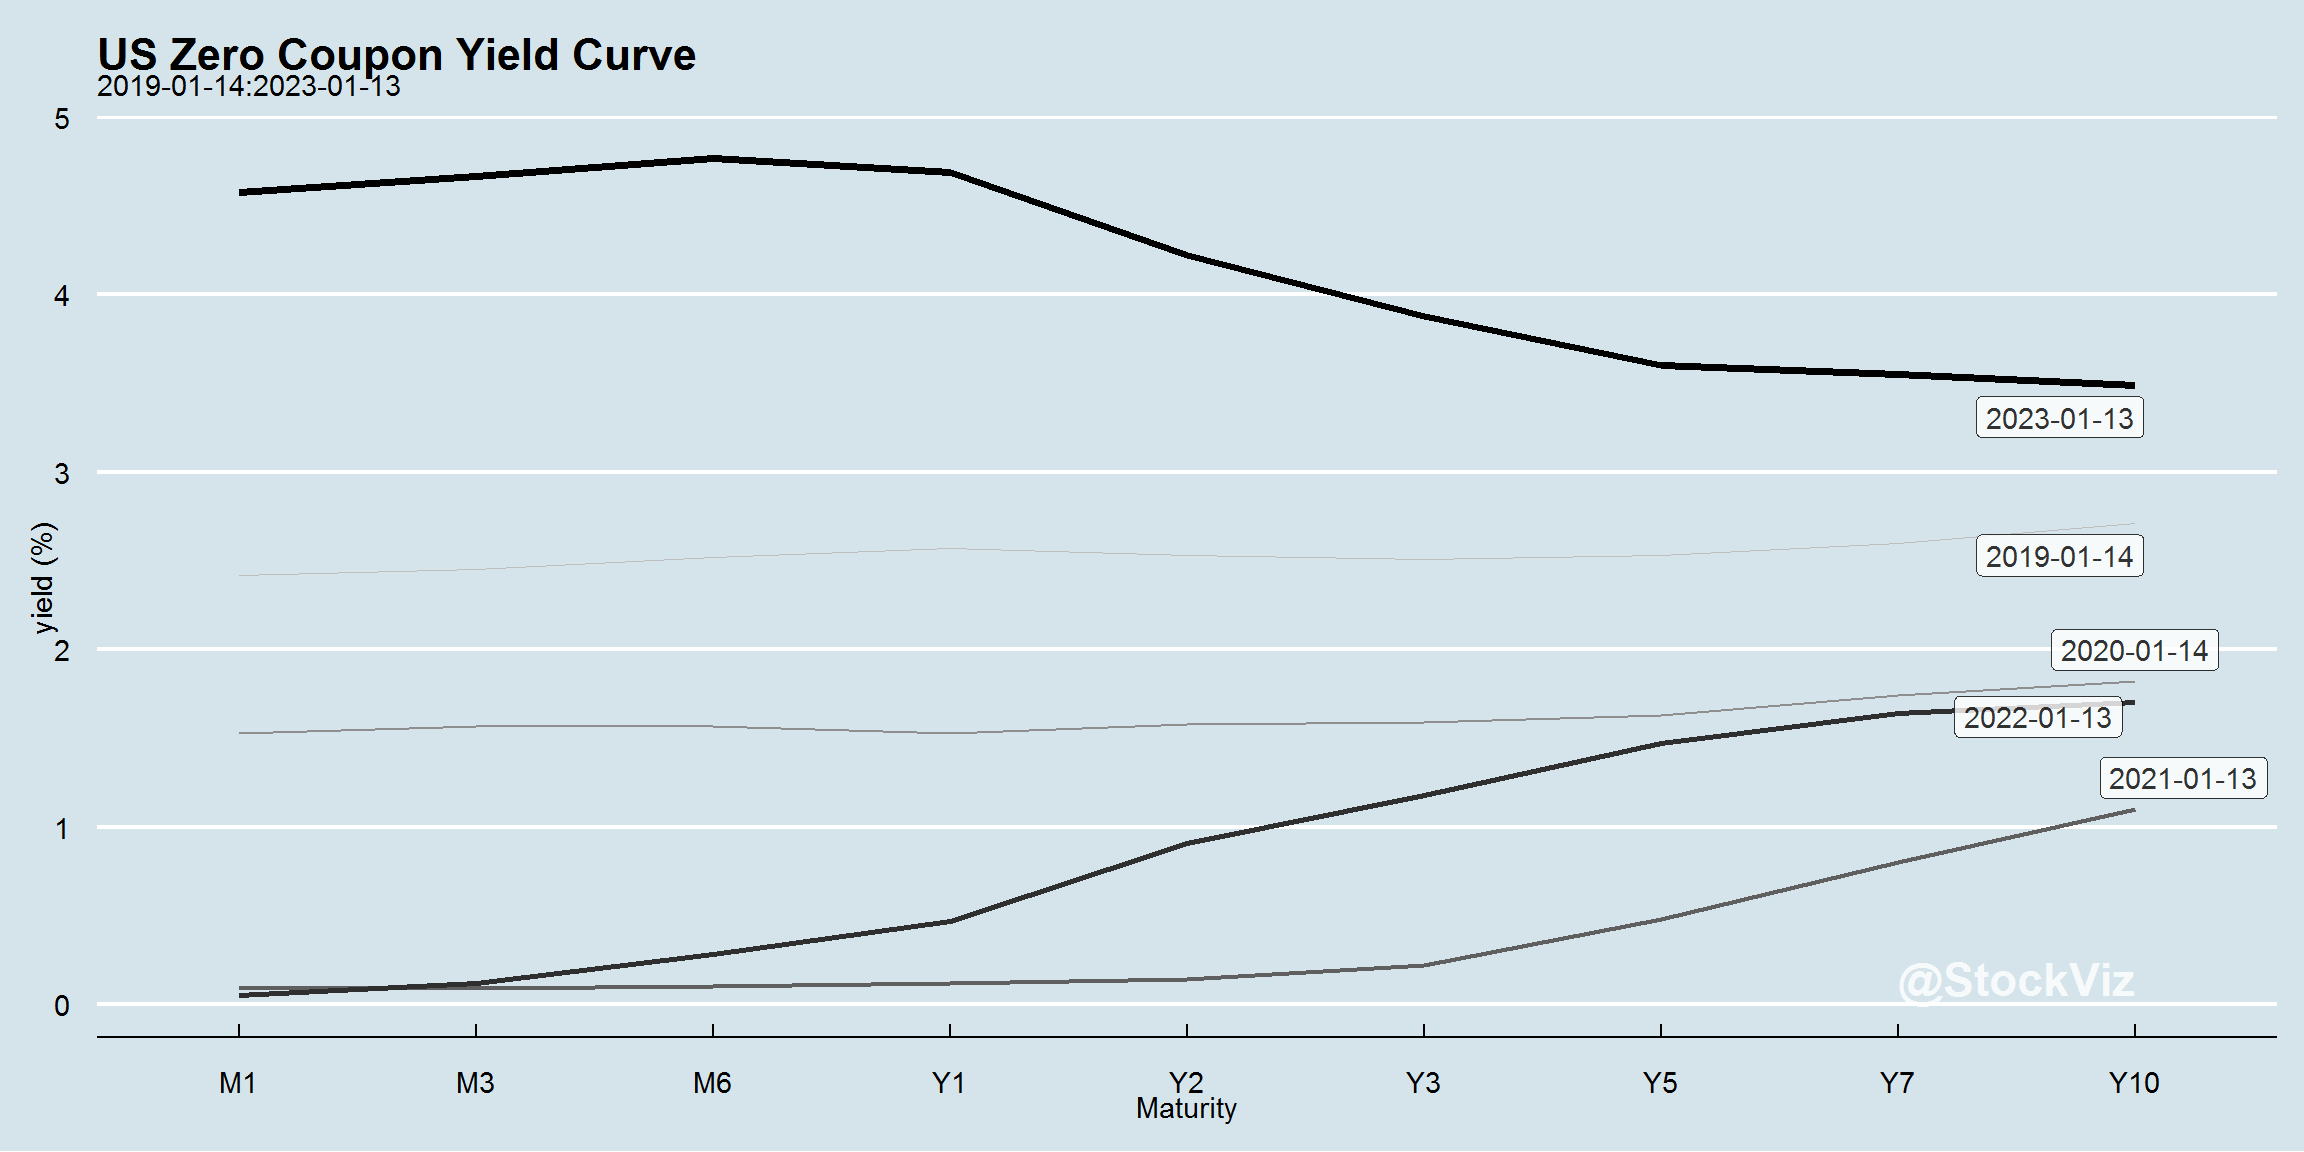 US Zero Coupon Yield Curve
2019-01-14:2023-01-13
5
4
3
2
1
0
yield (%)
2023-01-13
2019-01-14
2020-01-14
2022-01-13
2021-01-13
@StockViz
M1 M3 M6 Y1 Y2 Y3 Y5 Y7 Y10
Maturity